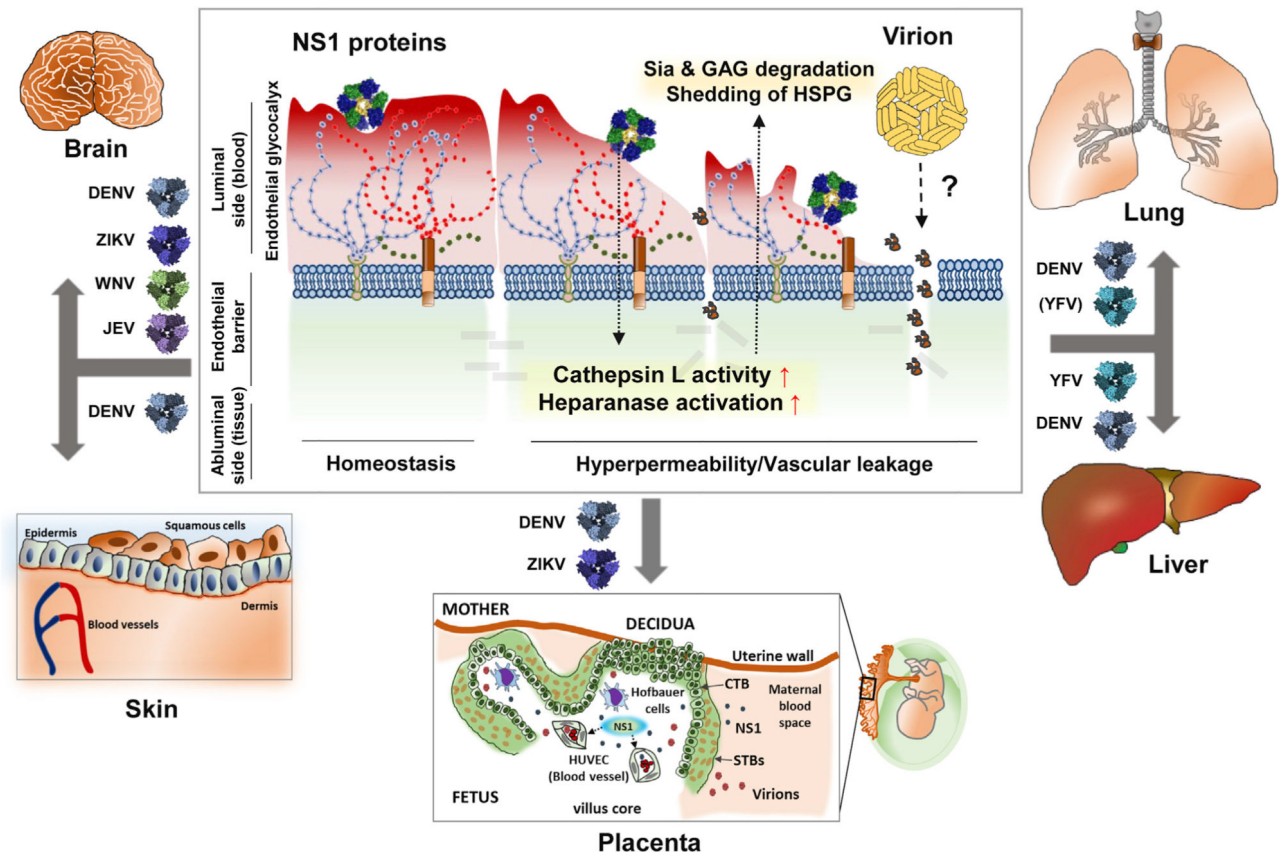 NS1 proteins
Virion
Sia & GAG degradation
Shedding of HSPG
?
Luminal
side (blood)
Endothelial glycocalyx
Endothelial
barrier
Abluminal
side (tissue)
Cathepsin L activity ↑
Heparanase activation ↑
Homeostasis
Hyperpermeability/Vascular leakage
Brain
DENV
ZIKV
WNV
JEV
DENV
Epidermis
Squamous cells
Dermis
Blood vessels
Skin
Lung
DENV
(YFV)
YFV
DENV
Liver
DENV
ZIKV
MOTHER
DECIDUA
Uterine wall
CTB
Maternal
blood
space
Hofbauer
cells
NS1
NS1
HUVEC
(Blood vessel)
STBs
FETUS
villus core
Virions
Placenta